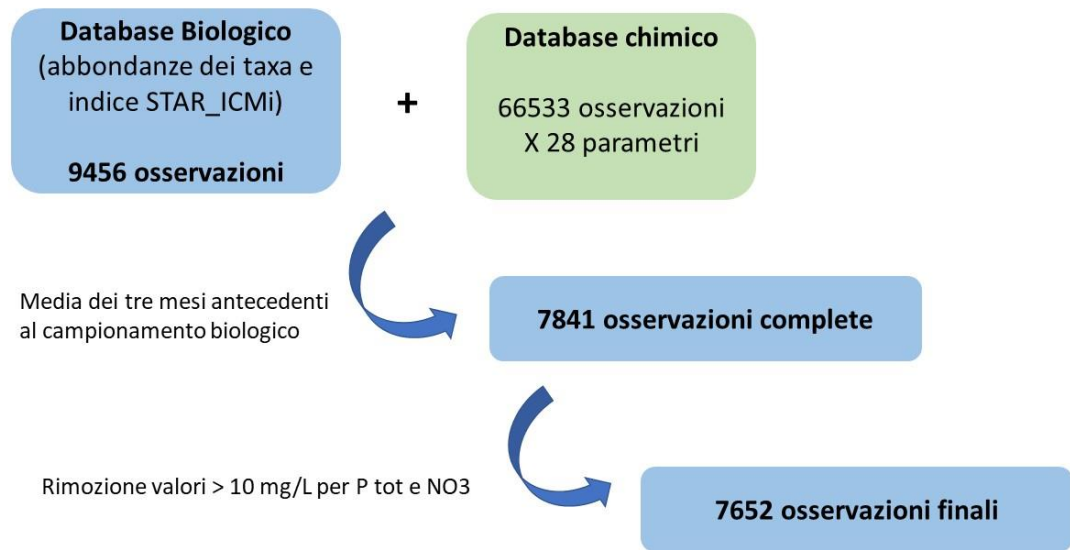 Database Biologico
(abbondanze dei taxa e
indice STAR_ICMi)
9456 osservazioni
+
Database chimico
66533 osservazioni
X 28 parametri
Media dei tre mesi antecedenti
al campionamento biologico
7841 osservazioni complete
Rimozione valori > 10 mg/L per P tot e NO3
7652 osservazioni finali